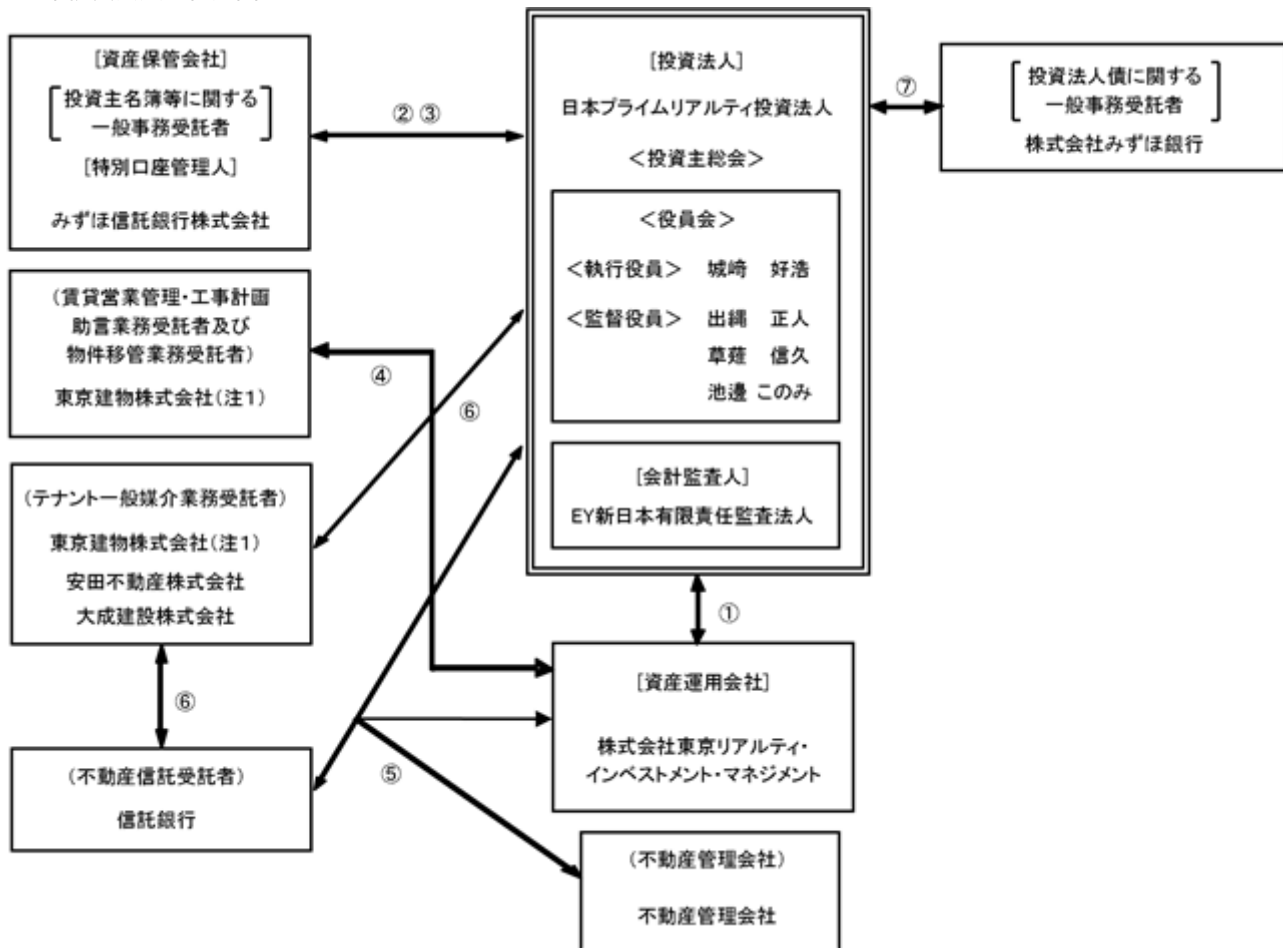 [資産保管会社]
投資主名簿等に関する
一般事務受託者
[特別口座管理人]
みずほ信託銀行株式会社
② ③
[投資法人]
日本プライムリアルティ投資法人
<投資主総会>
<役員会>
<執行役員> 城﨑 好浩
<監督役員> 出縄 正人
草薙 信久
池邊 このみ
[会計監査人]
EY新日本有限責任監査法人
⑦
投資法人債に関する
一般事務受託者
株式会社みずほ銀行
(賃貸営業管理・工事計画
助言業務受託者及び
物件移管業務受託者)
東京建物株式会社(注1)
④
⑥
(テナント一般媒介業務受託者)
東京建物株式会社(注1)
安田不動産株式会社
大成建設株式会社
①
⑥
[資産運用会社]
株式会社東京リアルティ・
インベストメント・マネジメント
(不動産信託受託者)
信託銀行
⑤
(不動産管理会社)
不動産管理会社